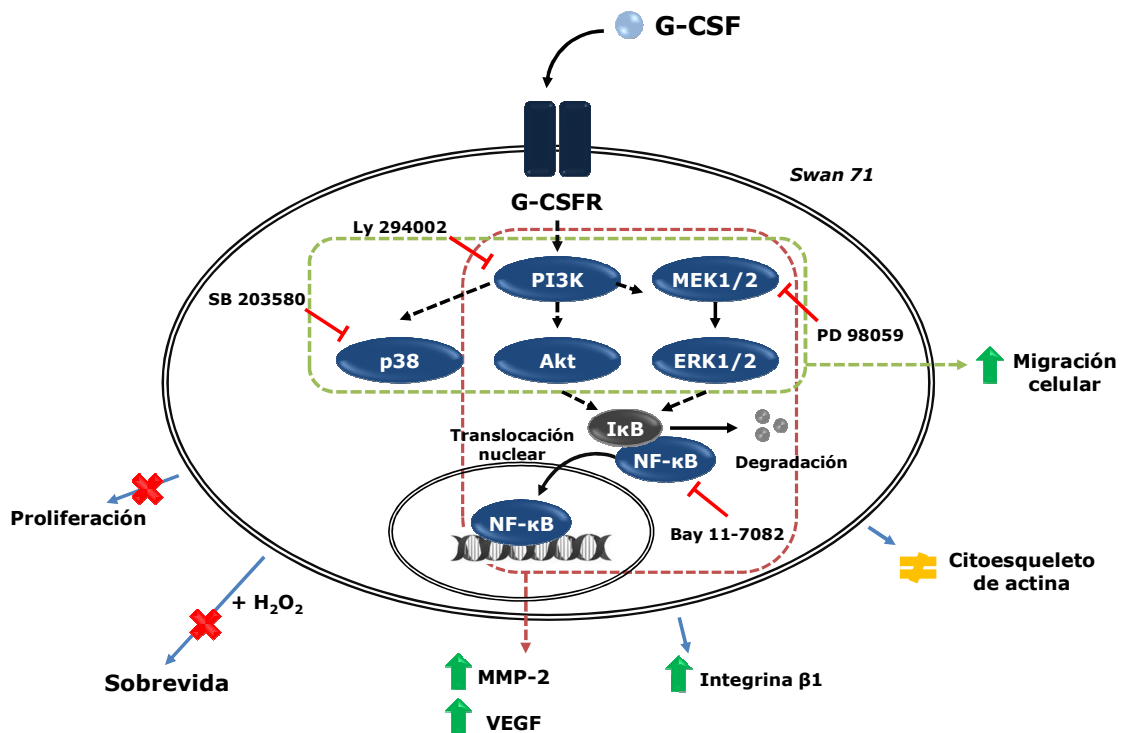 G-CSF
Swan 71
G-CSFR
Ly 294002
PI3K
MEK1/2
SB 203580
PD 98059
p38
Akt
ERK1/2
Migración
celular
IκB
Translocación
nuclear
NF-κB
Degradación
Proliferación
NF-κB
Bay 11-7082
Citoesqueleto
de actina
+ H₂O₂
Sobrevida
MMP-2
Integrina β1
VEGF